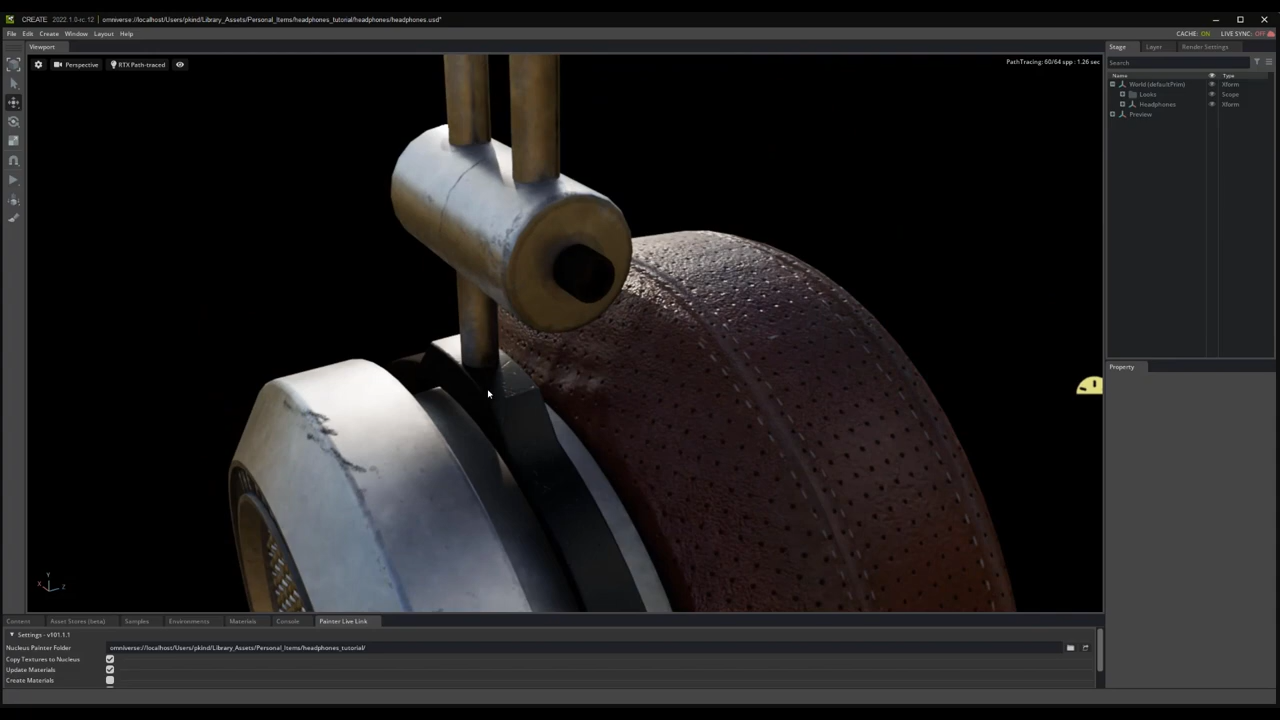 CREATE 2022.1.0-rc.12 omniverse://localhost/Users/pkind/Library_Assets/Personal_Items/headphones_tutorial/headphones/headphones.usd*
File Edit Create Window Layout Help CACHE: ON LIVE SYNC: OFF
Viewport Stage Layer Render Settings
Perspective RTX Path-traced PathTracing: 60/64 spp : 1.26 sec Search
Name Type
World (defaultPrim) Xform
Looks Scope
Headphones Xform
Preview
Property
Y
X Z
Content Asset Stores (beta) Samples Environments Materials Console Painter Live Link
Settings - v101.1.1
Nucleus Painter Folder omniverse://localhost/Users/pkind/Library_Assets/Personal_Items/headphones_tutorial/
Copy Textures to Nucleus
Update Materials
Create Materials